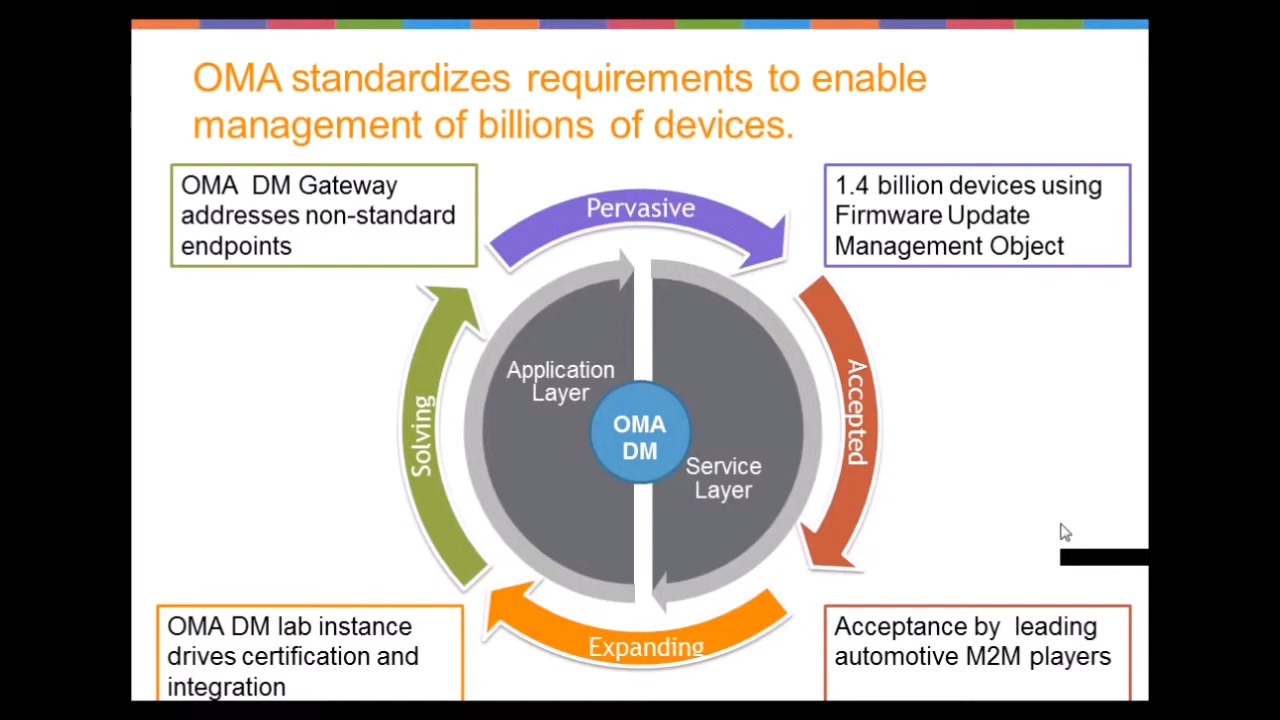 OMA standardizes requirements to enable
management of billions of devices.
OMA DM Gateway
addresses non-standard
endpoints
Pervasive
1.4 billion devices using
Firmware Update
Management Object
Application
Layer
OMA
DM
Service
Layer
Accepted
Solving
Expanding
OMA DM lab instance
drives certification and
integration
Acceptance by leading
automotive M2M players